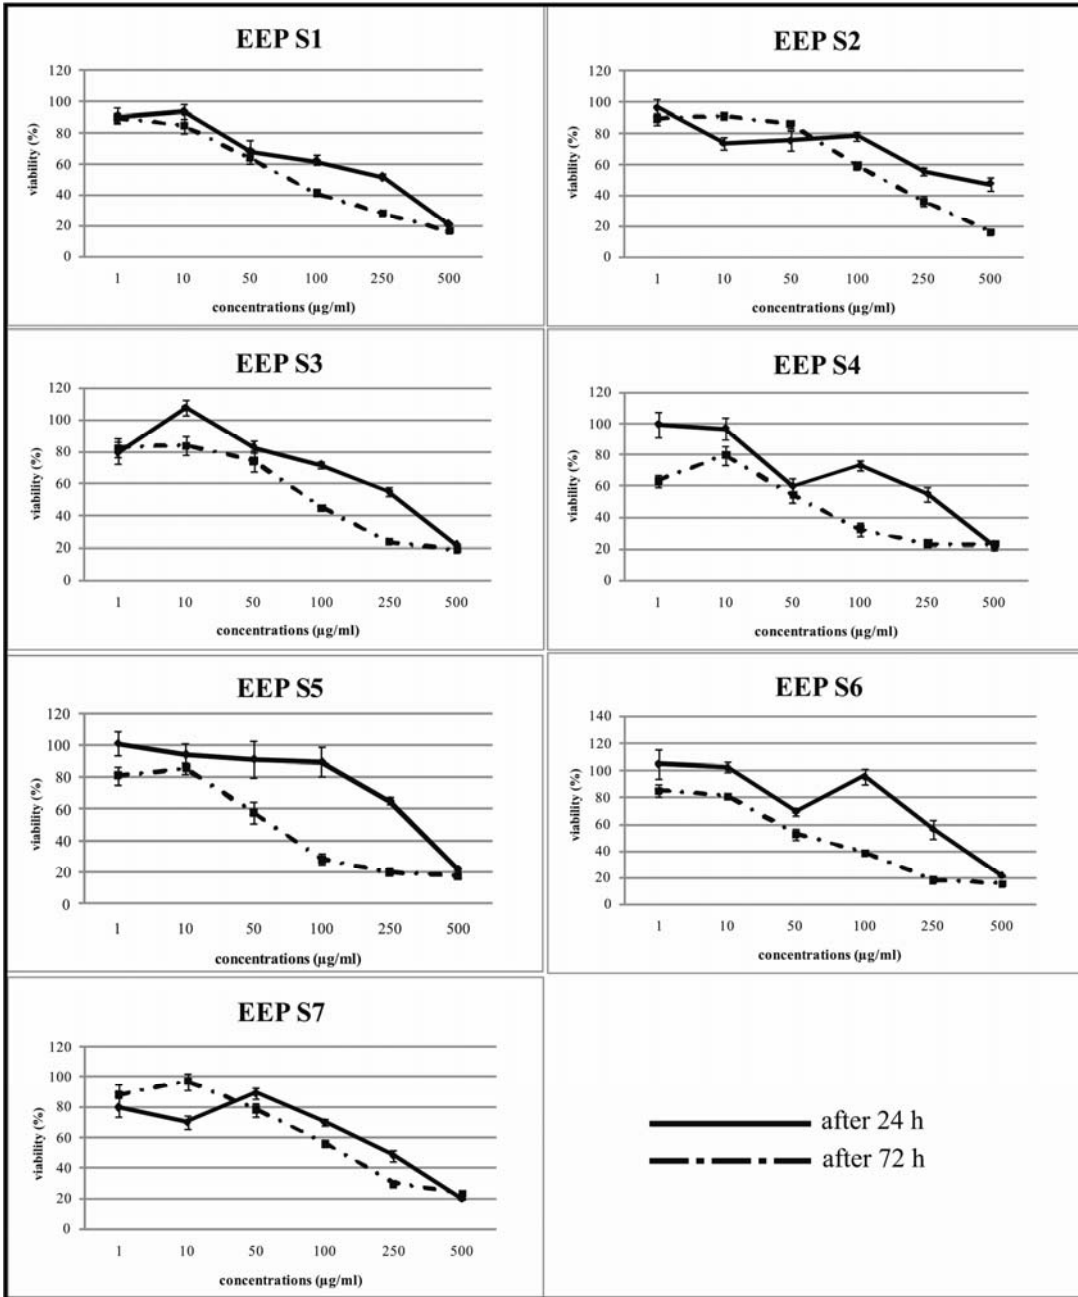 EEP S1
120
100
80
60
40
20
0
viability (%)
1 10 50 100 250 500
concentrations (µg/ml)
EEP S2
120
100
80
60
40
20
0
viability (%)
1 10 50 100 250 500
concentrations (µg/ml)
EEP S3
120
100
80
60
40
20
0
viability (%)
1 10 50 100 250 500
concentrations (µg/ml)
EEP S4
120
100
80
60
40
20
0
viability (%)
1 10 50 100 250 500
concentrations (µg/ml)
EEP S5
120
100
80
60
40
20
0
viability (%)
1 10 50 100 250 500
concentrations (µg/ml)
EEP S6
140
120
100
80
60
40
20
0
viability (%)
1 10 50 100 250 500
concentrations (µg/ml)
EEP S7
120
100
80
60
40
20
0
viability (%)
1 10 50 100 250 500
concentrations (µg/ml)
after 24 h
after 72 h